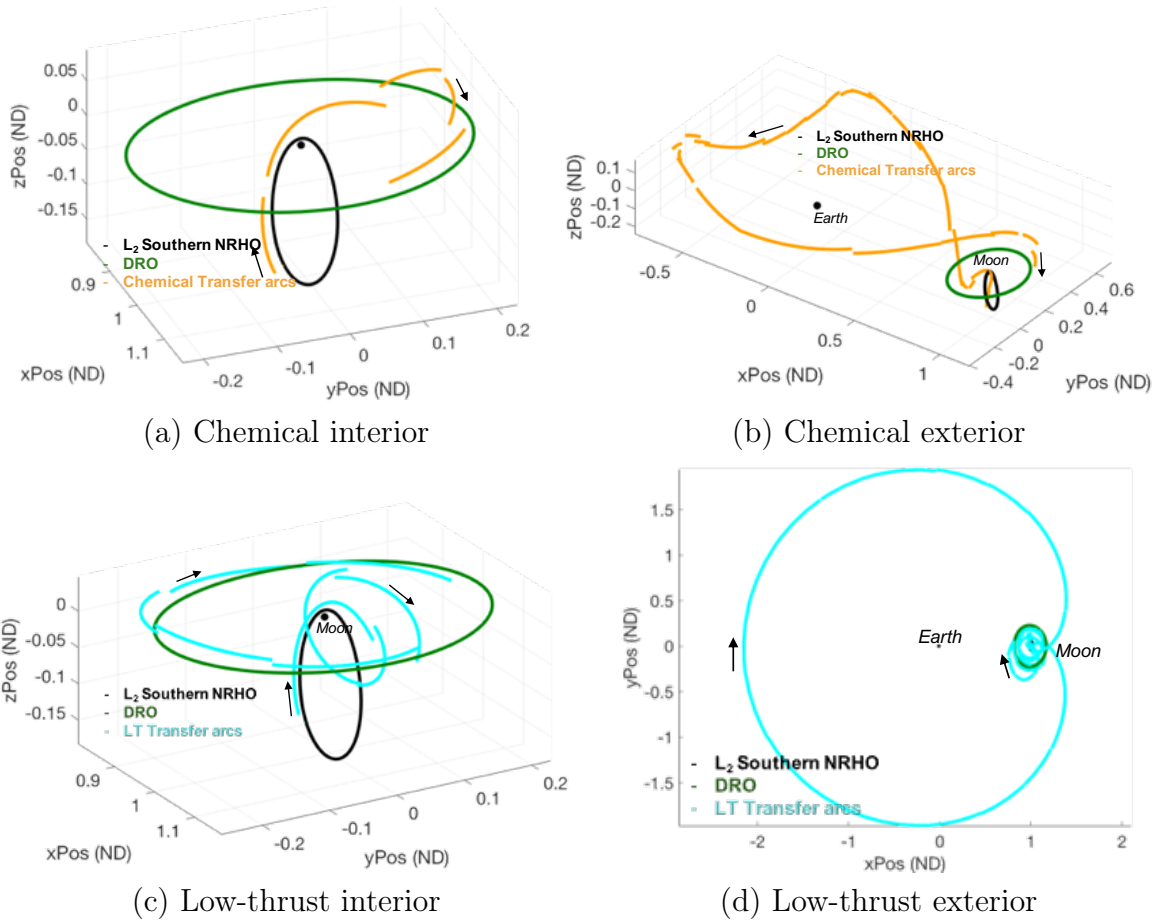 0.05
0
-0.05
-0.1
-0.15
zPos (ND)
- L₂ Southern NRHO
- DRO
- Chemical Transfer arcs
0.9
1
1.1
xPos (ND)
-0.2
-0.1
0
0.1
0.2
yPos (ND)
(a) Chemical interior
0.1
0
-0.1
-0.2
zPos (ND)
- L₂ Southern NRHO
- DRO
- Chemical Transfer arcs
Earth
Moon
-0.5
0
0.5
1
xPos (ND)
-0.4
-0.2
0
0.2
0.4
0.6
yPos (ND)
(b) Chemical exterior
0
-0.05
-0.1
-0.15
zPos (ND)
Moon
- L₂ Southern NRHO
- DRO
- LT Transfer arcs
0.9
1
1.1
xPos (ND)
-0.2
-0.1
0
0.1
0.2
yPos (ND)
(c) Low-thrust interior
1.5
1
0.5
0
-0.5
-1
-1.5
yPos (ND)
Earth
Moon
- L₂ Southern NRHO
- DRO
- LT Transfer arcs
-2
-1
0
1
2
xPos (ND)
(d) Low-thrust exterior